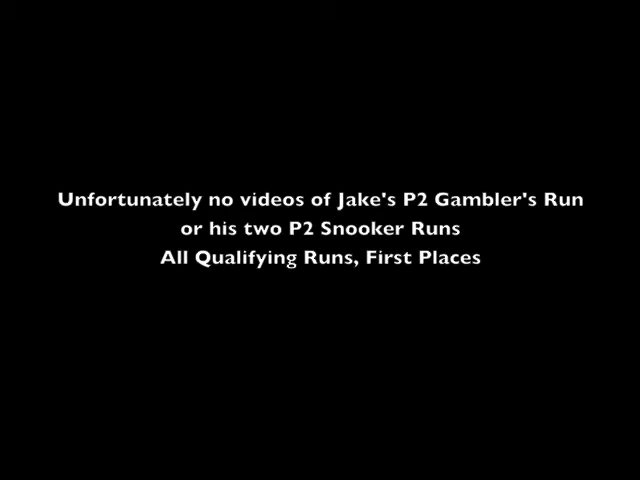 Unfortunately no videos of Jake's P2 Gambler's Run
or his two P2 Snooker Runs
All Qualifying Runs, First Places